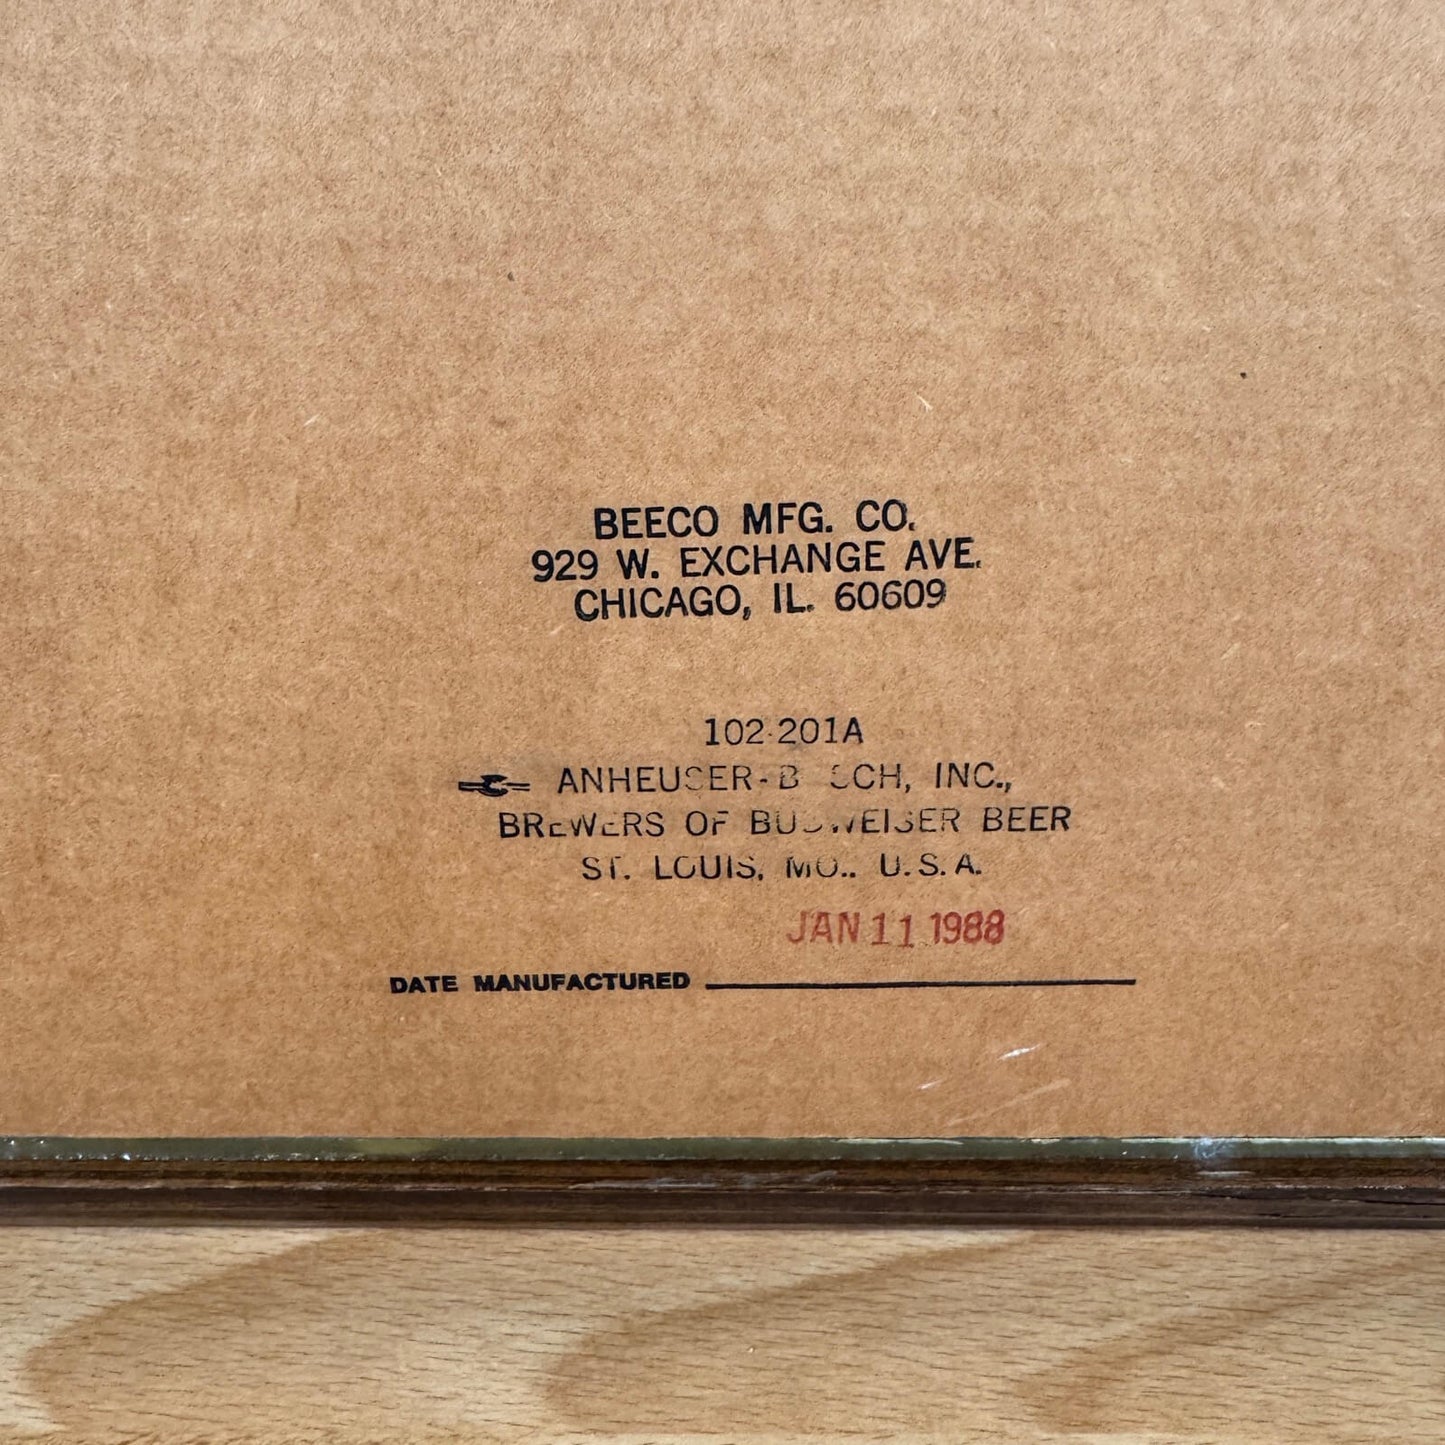 BEECO MFG. CO.
929 W. EXCHANGE AVE.
CHICAGO, IL. 60609
102-201A
ANHEUSER-BUSCH, INC.,
BREWERS OF BUDWEISER BEER
ST. LOUIS, MO., U.S.A.
JAN 11 1988
DATE MANUFACTURED